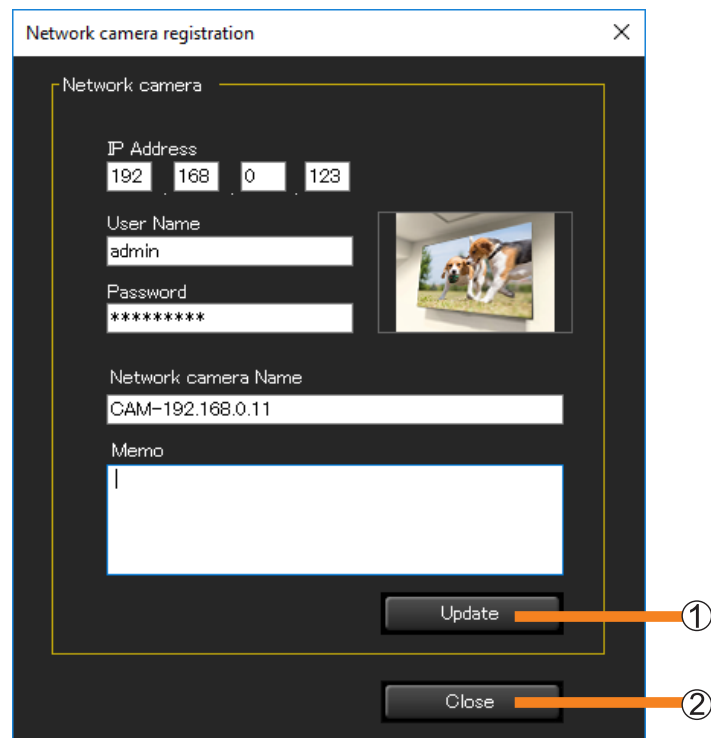 Network camera registration
Network camera
IP Address
192 . 168 . 0 . 123
User Name
admin
Password
*********
Network camera Name
CAM-192.168.0.11
Memo
Update ①
Close ②